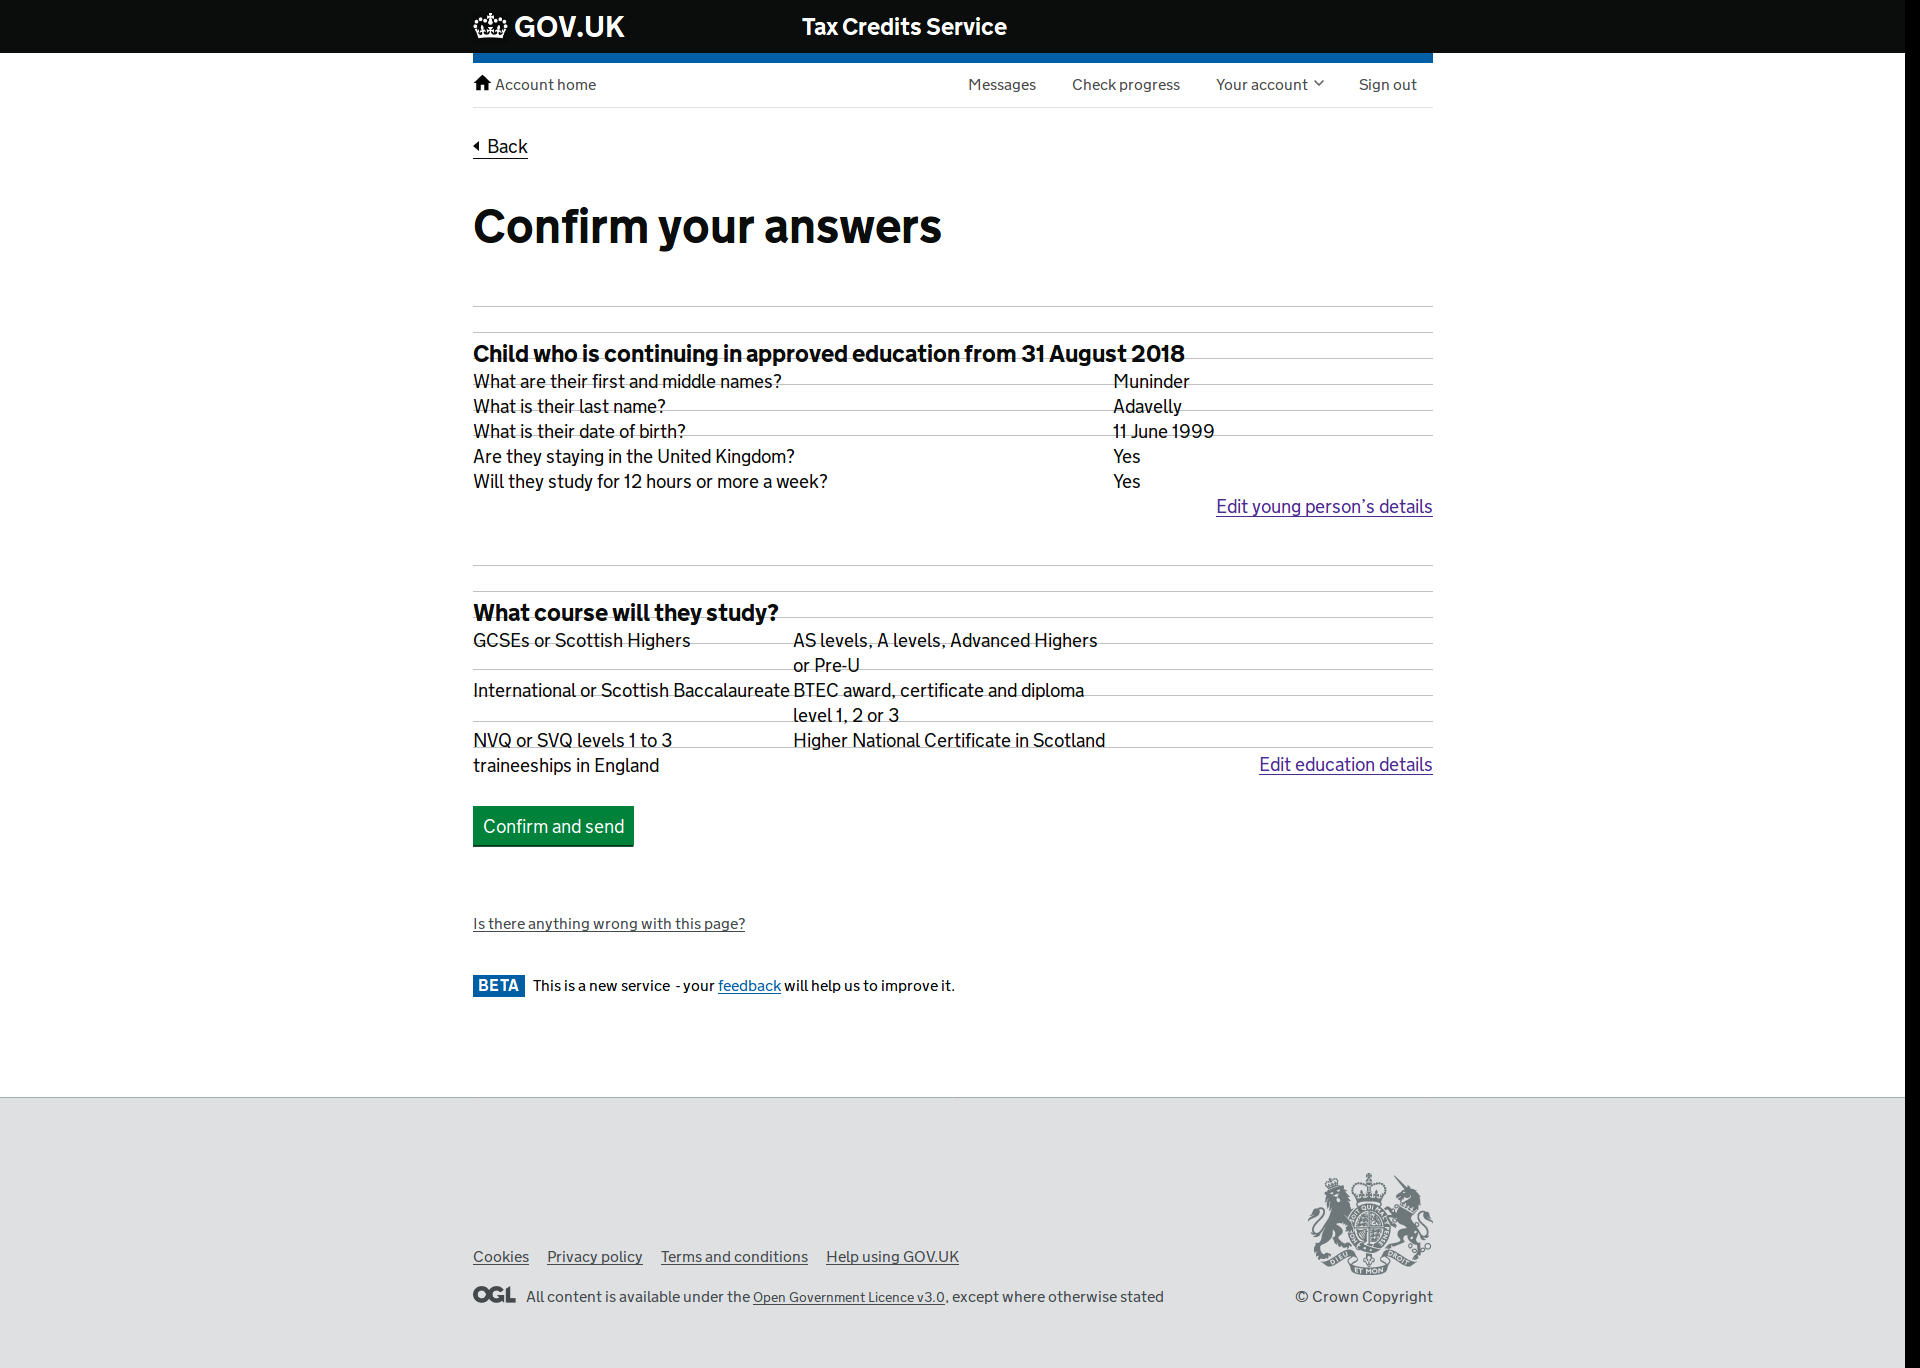 GOV.UK Tax Credits Service
Account home Messages Check progress Your account Sign out
Back
Confirm your answers
Child who is continuing in approved education from 31 August 2018
What are their first and middle names? Muninder
What is their last name? Adavelly
What is their date of birth? 11 June 1999
Are they staying in the United Kingdom? Yes
Will they study for 12 hours or more a week? Yes
Edit young person’s details
What course will they study?
GCSEs or Scottish Highers AS levels, A levels, Advanced Highers
or Pre-U
International or Scottish Baccalaureate BTEC award, certificate and diploma
level 1, 2 or 3
NVQ or SVQ levels 1 to 3 Higher National Certificate in Scotland
traineeships in England Edit education details
Confirm and send
Is there anything wrong with this page?
BETA This is a new service - your feedback will help us to improve it.
Cookies Privacy policy Terms and conditions Help using GOV.UK
OGL All content is available under the Open Government Licence v3.0, except where otherwise stated © Crown Copyright